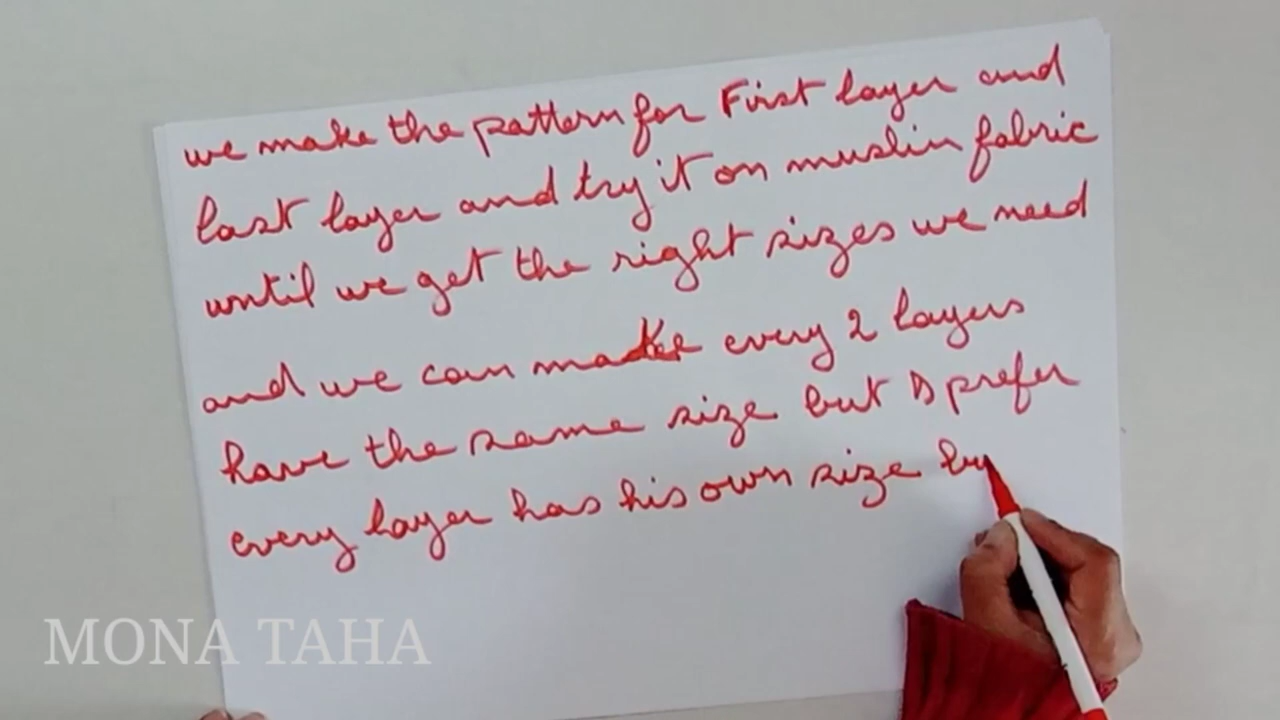 we make the pattern for First layer and
last layer and try it on muslin fabric
until we get the right sizes we need
and we can make every 2 layers
have the same size but I prefer
every layer has his own size bu
MONA TAHA